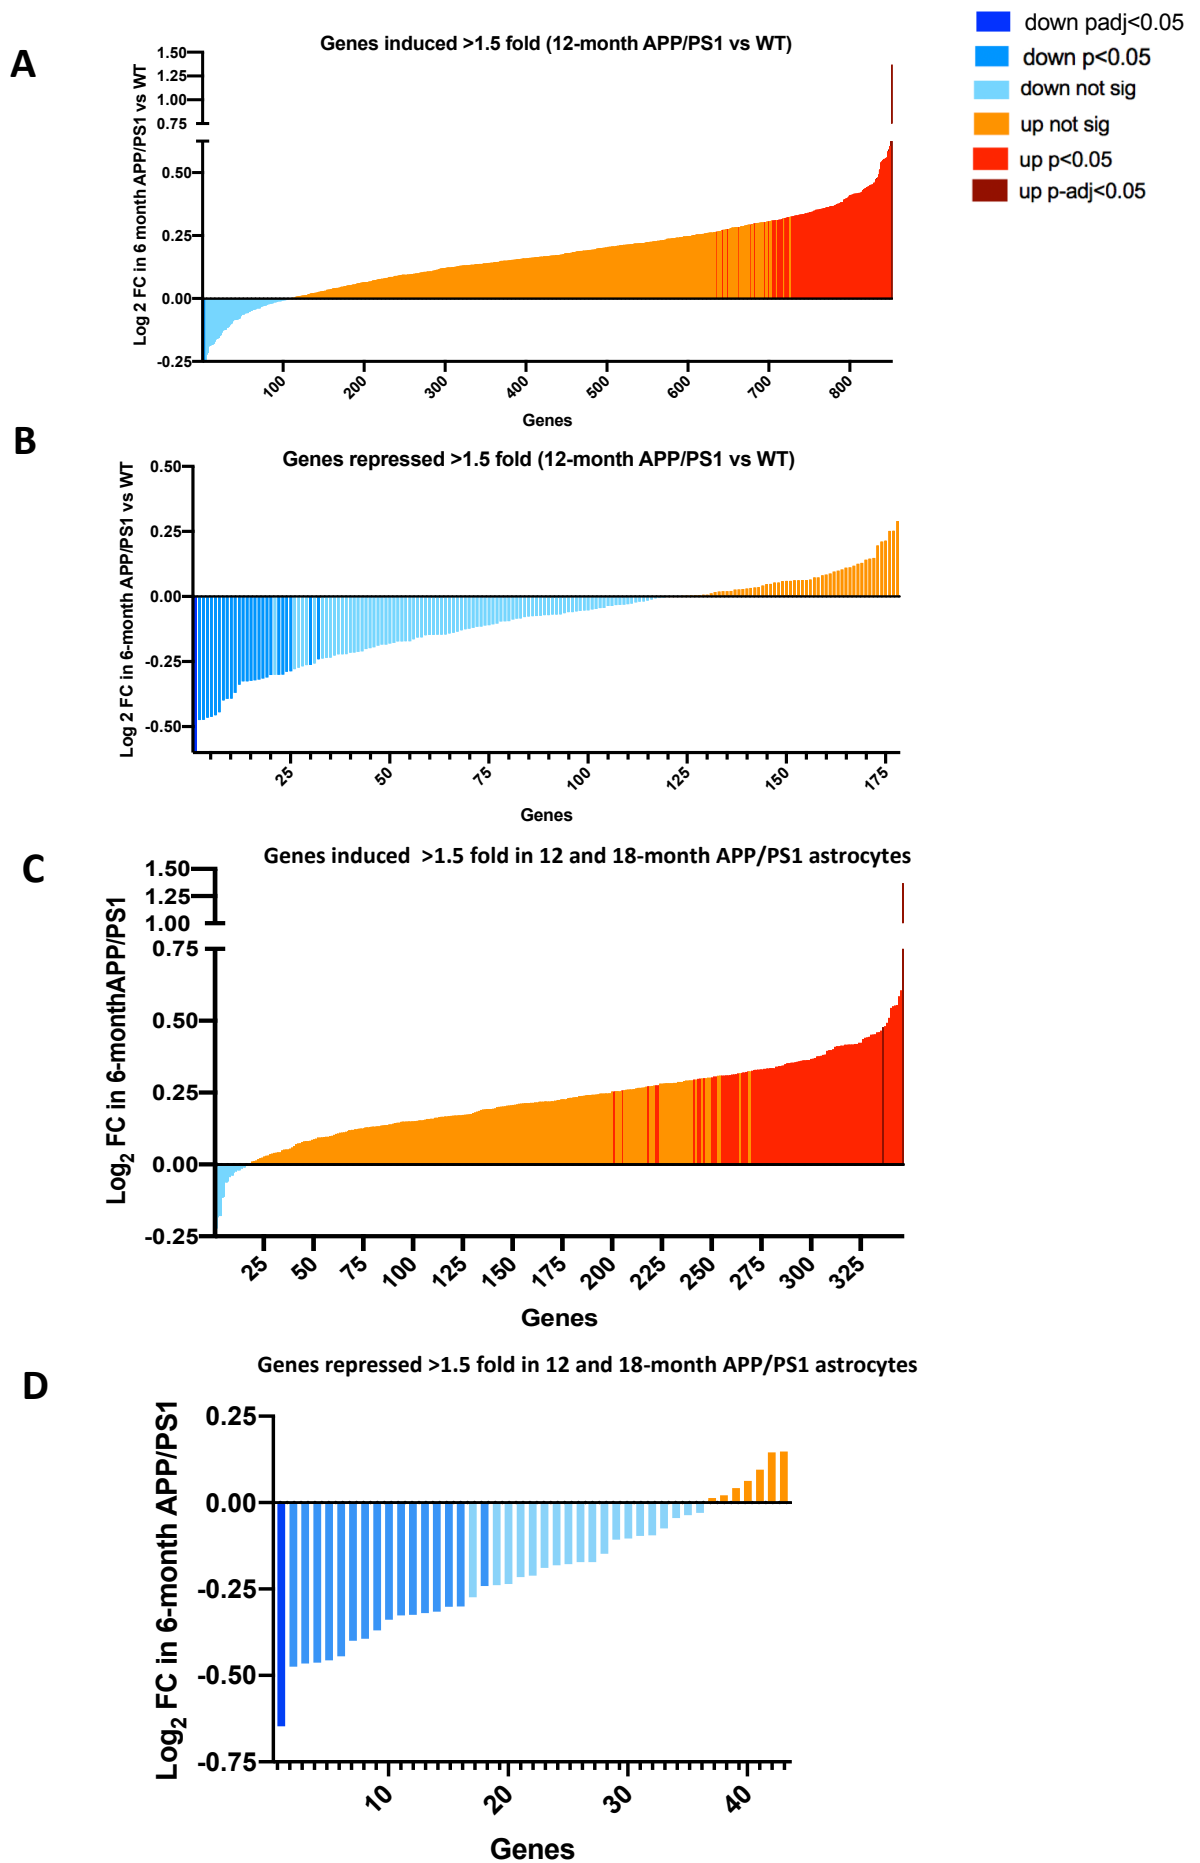 down padj<0.05
down p<0.05
down not sig
up not sig
up p<0.05
up p-adj<0.05
A
Genes induced >1.5 fold (12-month APP/PS1 vs WT)
Log 2 FC in 6 month APP/PS1 vs WT
1.50
1.25
1.00
0.75
0.50
0.25
0.00
-0.25
100 200 300 400 500 600 700 800
Genes
B
Genes repressed >1.5 fold (12-month APP/PS1 vs WT)
Log 2 FC in 6-month APP/PS1 vs WT
0.50
0.25
0.00
-0.25
-0.50
25 50 75 100 125 150 175
Genes
C
Genes induced  >1.5 fold in 12 and 18-month APP/PS1 astrocytes
Log2 FC in 6-monthAPP/PS1
1.50
1.25
1.00
0.75
0.50
0.25
0.00
-0.25
25 50 75 100 125 150 175 200 225 250 275 300 325
Genes
D
Genes repressed >1.5 fold in 12 and 18-month APP/PS1 astrocytes
Log2 FC in 6-month APP/PS1
0.25
0.00
-0.25
-0.50
-0.75
10 20 30 40
Genes